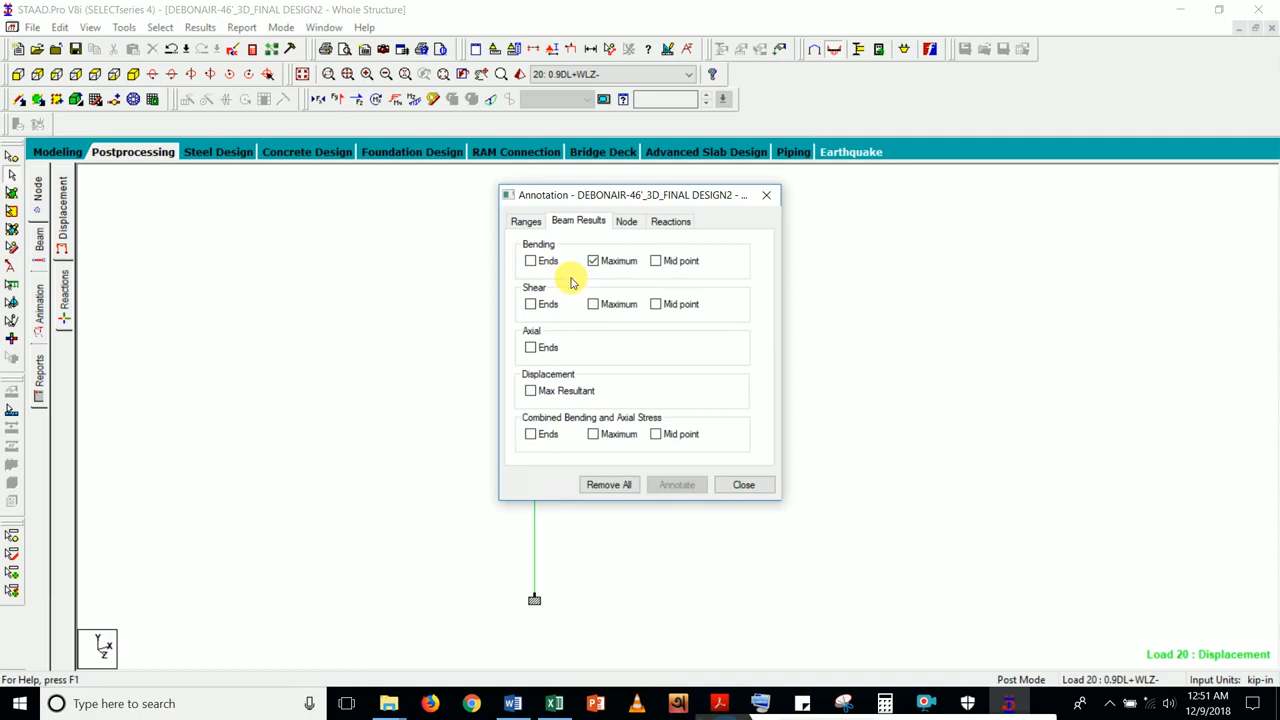 STAAD.Pro V8i (SELECTseries 4) - [DEBONAIR-46'_3D_FINAL DESIGN2 - Whole Structure]
File Edit View Tools Select Results Report Mode Window Help
20: 0.9DL+WLZ-
Modeling Postprocessing Steel Design Concrete Design Foundation Design RAM Connection Bridge Deck Advanced Slab Design Piping Earthquake
Node
Beam
Animation
Reports
Displacement
Reactions
Annotation - DEBONAIR-46'_3D_FINAL DESIGN2 - ...
Ranges Beam Results Node Reactions
Bending
Ends Maximum Mid point
Shear
Ends Maximum Mid point
Axial
Ends
Displacement
Max Resultant
Combined Bending and Axial Stress
Ends Maximum Mid point
Remove All Annotate Close
Y
X
Z
Load 20 : Displacement
For Help, press F1 Post Mode Load 20 : 0.9DL+WLZ- Input Units: kip-in
Type here to search
12:51 AM
12/9/2018